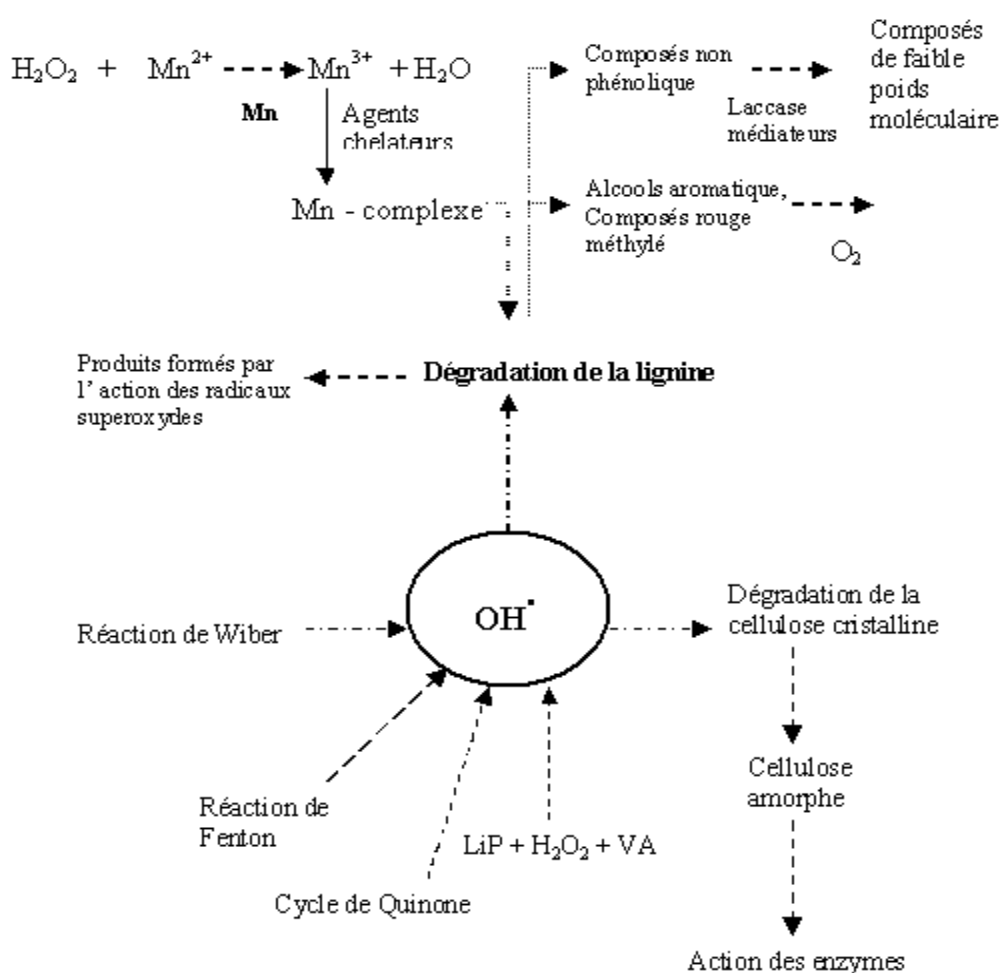 H₂O₂ + Mn²⁺ Mn³⁺ + H₂O
Mn
Agents
chelateurs
Mn - complexe
Composés non
phénolique
Laccase
médiateurs
Composés
de faible
poids
moléculaire
Alcools aromatique,
Composés rouge
méthylé
O₂
Produits formés par
l’ action des radicaux
superoxydes
Dégradation de la lignine
OH•
Réaction de Wiber
Dégradation de la
cellulose cristalline
Réaction de
Fenton
LiP + H₂O₂ + VA
Cycle de Quinone
Cellulose
amorphe
Action des enzymes